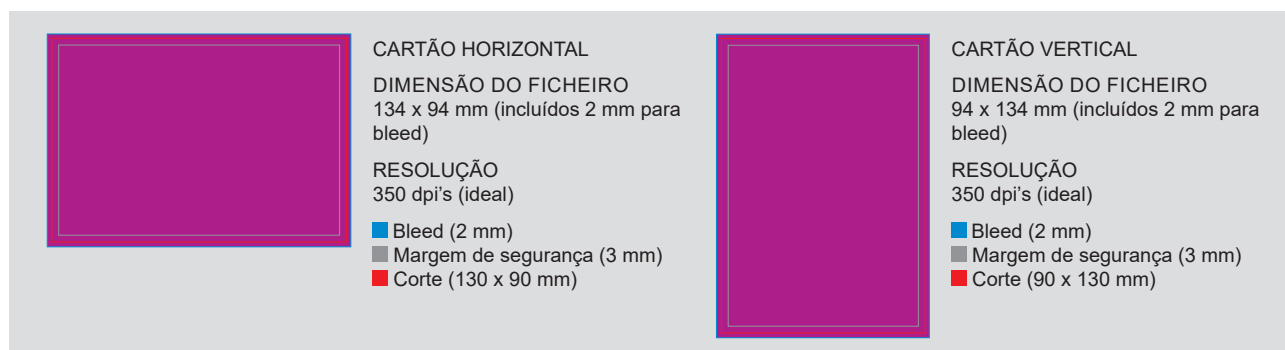 CARTÃO HORIZONTAL
DIMENSÃO DO FICHEIRO
134 x 94 mm (incluídos 2 mm para
bleed)
RESOLUÇÃO
350 dpi’s (ideal)
Bleed (2 mm)
Margem de segurança (3 mm)
Corte (130 x 90 mm)
CARTÃO VERTICAL
DIMENSÃO DO FICHEIRO
94 x 134 mm (incluídos 2 mm para
bleed)
RESOLUÇÃO
350 dpi’s (ideal)
Bleed (2 mm)
Margem de segurança (3 mm)
Corte (90 x 130 mm)